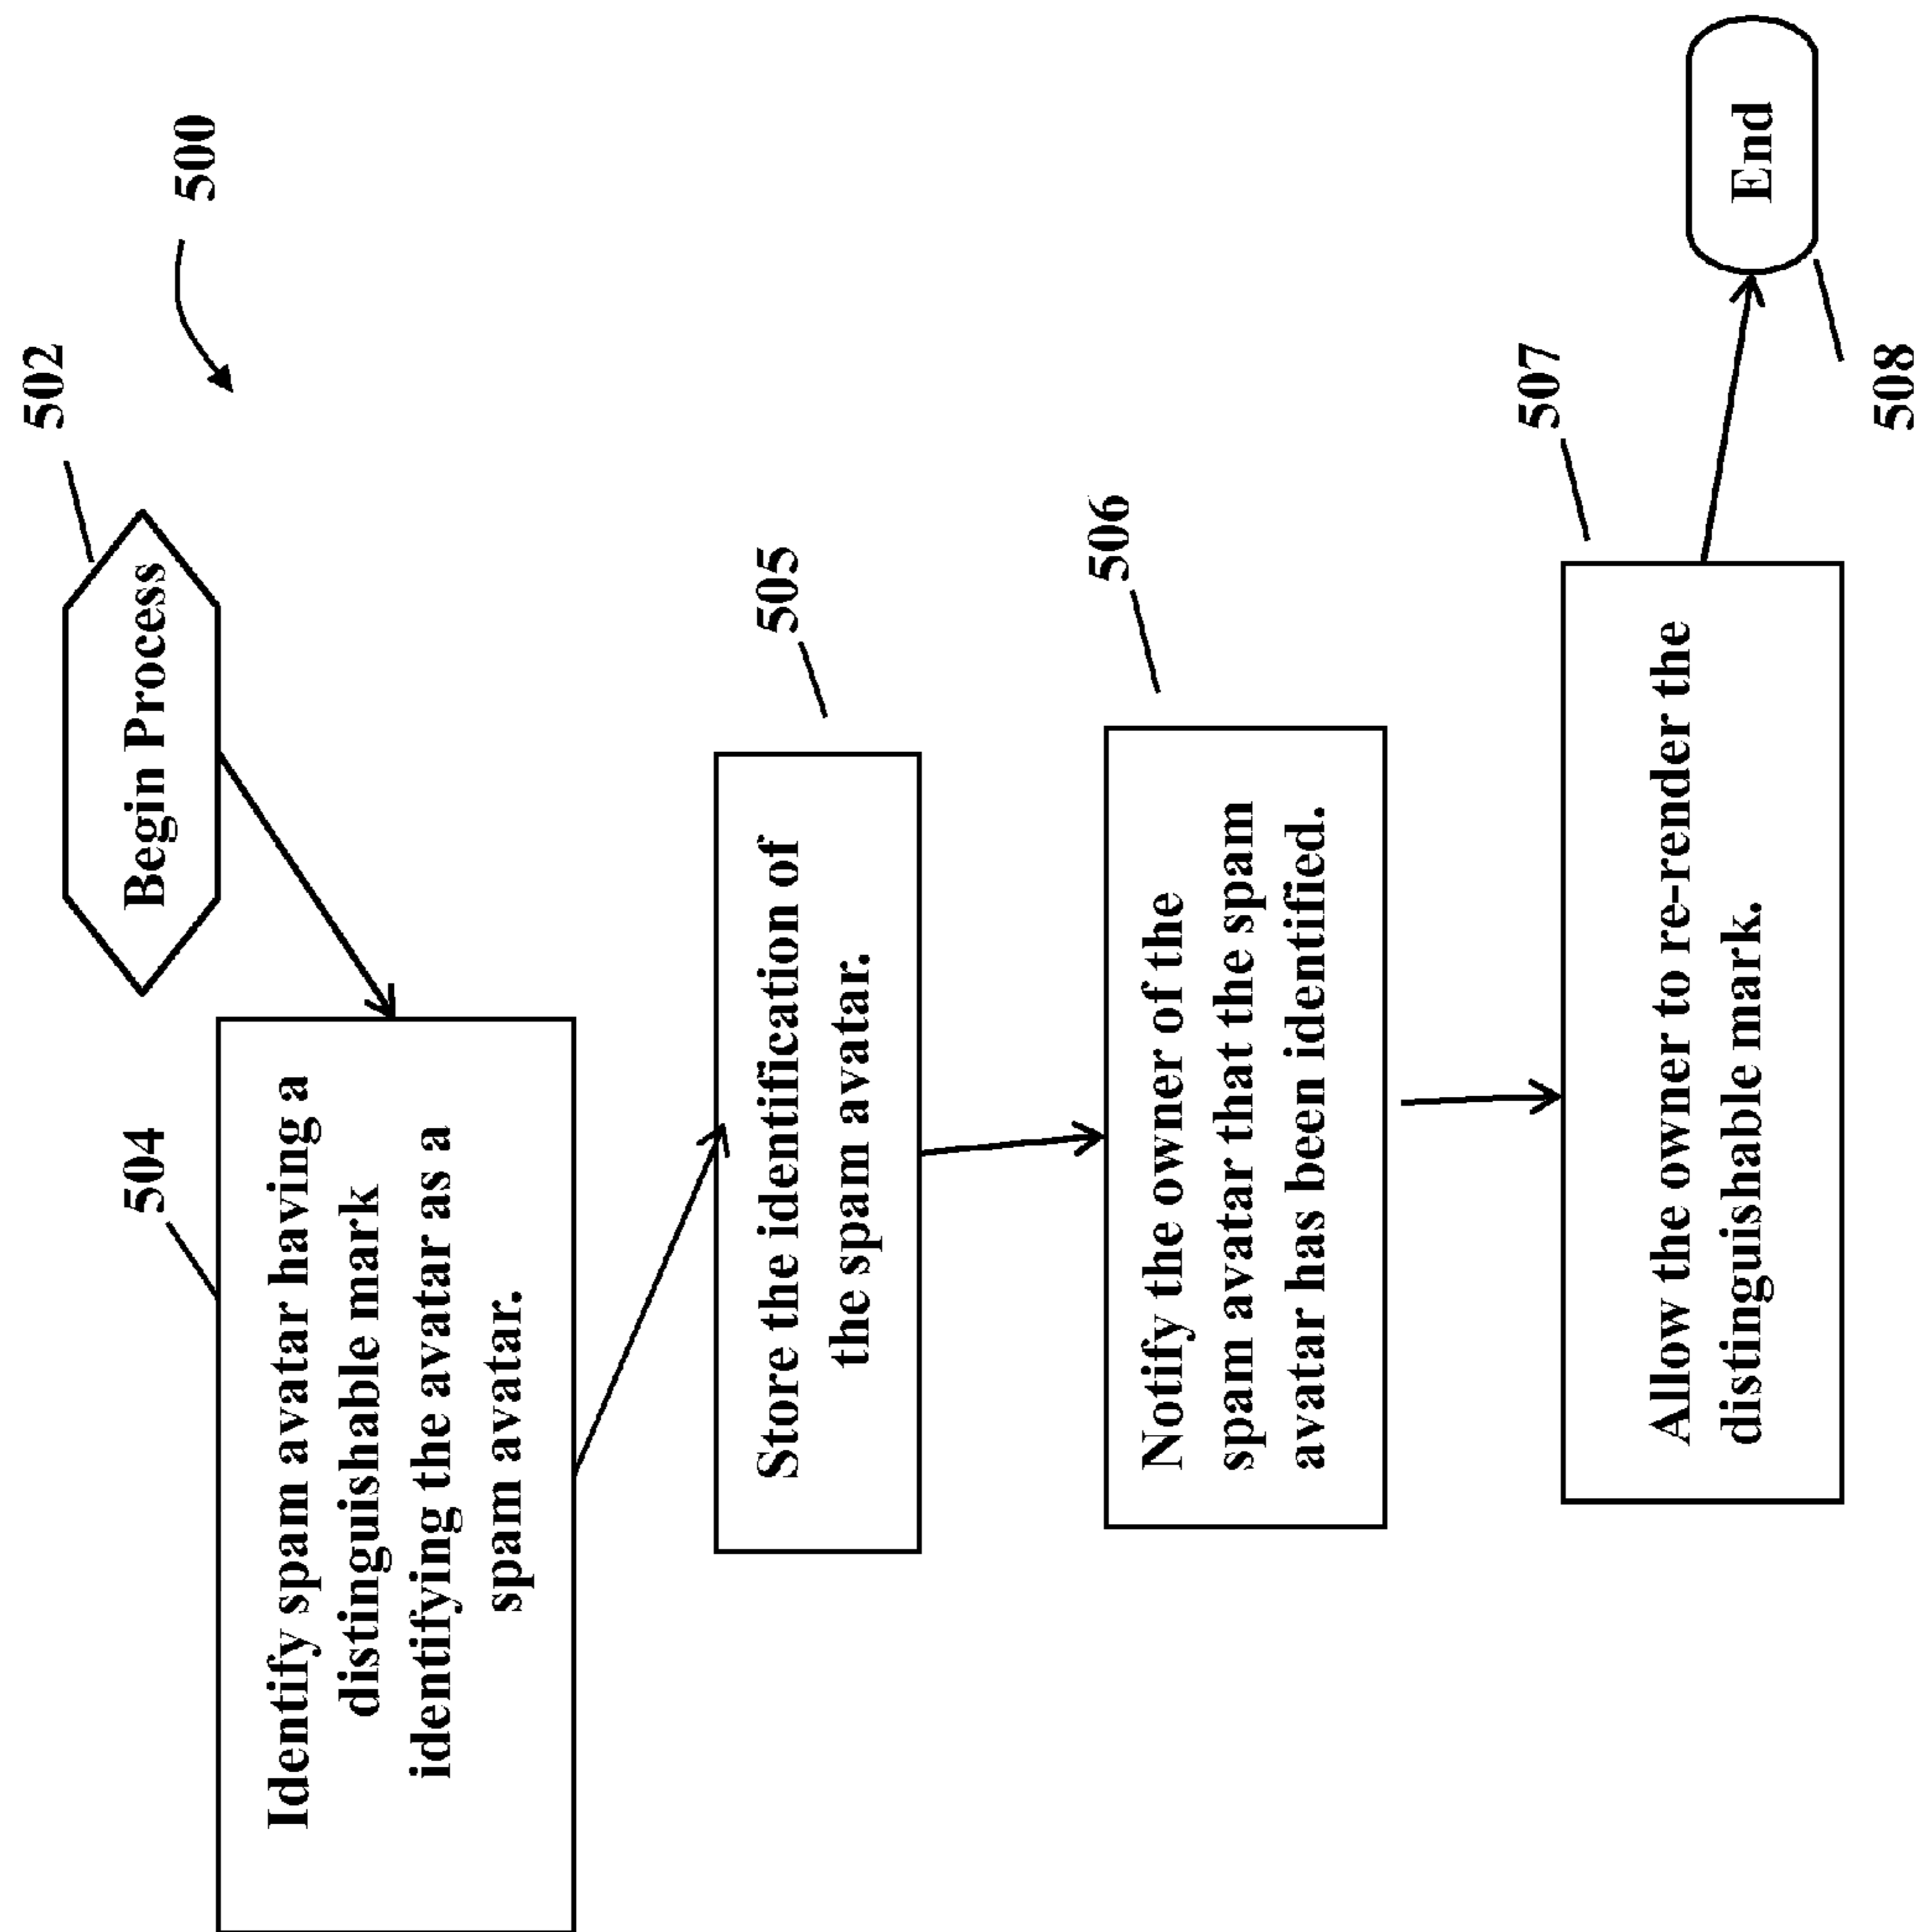 500
502
Begin Process
504
Identify spam avatar having a
distinguishable mark
identifying the avatar as a
spam avatar.
505
Store the identification of
the spam avatar.
506
Notify the owner of the
spam avatar that the spam
avatar has been identified.
507
Allow the owner to re-render the
distinguishable mark.
End
508